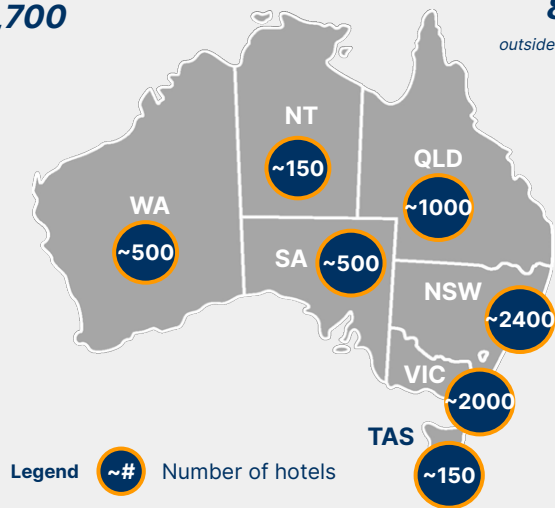 ,700
outside
NT
~150
QLD
~1000
WA
~500
SA
~500
NSW
~2400
VIC
~2000
TAS
~150
Legend
~#
Number of hotels